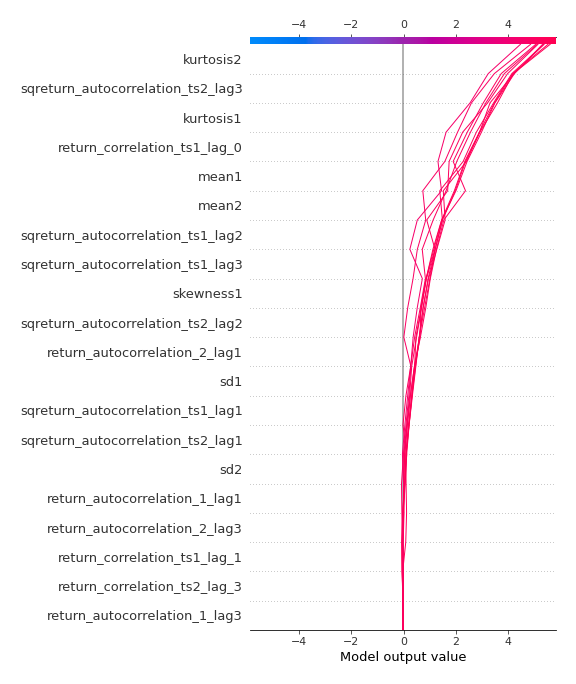 −4 −2 0 2 4
kurtosis2
sqreturn_autocorrelation_ts2_lag3
kurtosis1
return_correlation_ts1_lag_0
mean1
mean2
sqreturn_autocorrelation_ts1_lag2
sqreturn_autocorrelation_ts1_lag3
skewness1
sqreturn_autocorrelation_ts2_lag2
return_autocorrelation_2_lag1
sd1
sqreturn_autocorrelation_ts1_lag1
sqreturn_autocorrelation_ts2_lag1
sd2
return_autocorrelation_1_lag1
return_autocorrelation_2_lag3
return_correlation_ts1_lag_1
return_correlation_ts2_lag_3
return_autocorrelation_1_lag3
−4 −2 0 2 4
Model output value